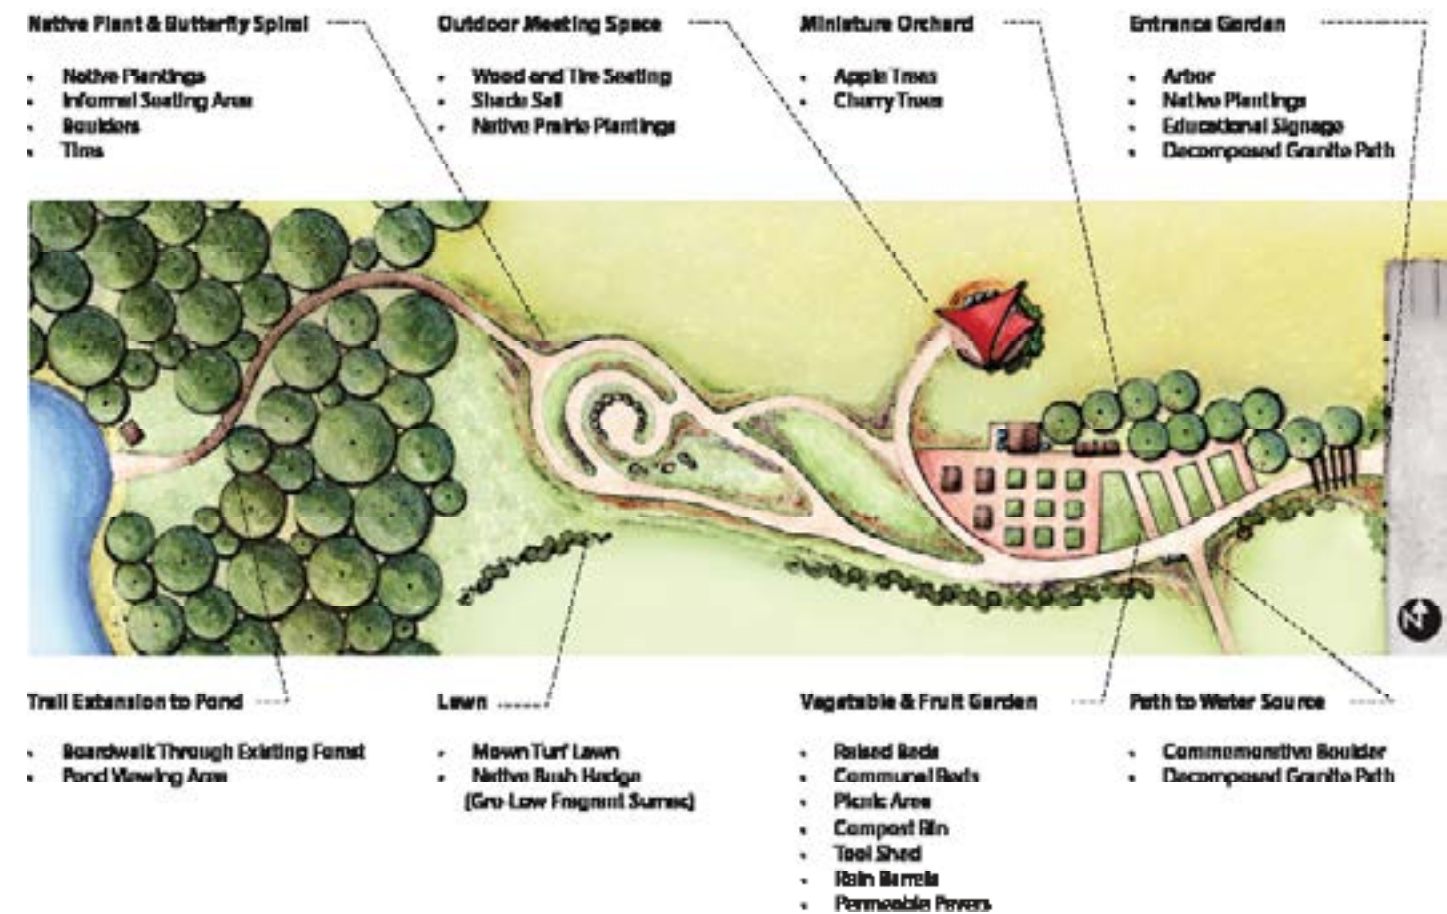 Native Plant & Butterfly Spiral
• Native Plantings
• Informal Seating Area
• Boulders
• Tires
Outdoor Meeting Space
• Wood and Tire Seating
• Shade Sail
• Native Prairie Plantings
Miniature Orchard
• Apple Trees
• Cherry Trees
Entrance Garden
• Arbor
• Native Plantings
• Educational Signage
• Decomposed Granite Path
N
Trail Extension to Pond
• Boardwalk Through Existing Forest
• Pond Viewing Area
Lawn
• Mown Turf Lawn
• Native Bush Hedge
(Gro-Low Fragrant Sumac)
Vegetable & Fruit Garden
• Raised Beds
• Communal Beds
• Picnic Area
• Compost Bin
• Tool Shed
• Rain Barrels
• Permeable Pavers
Path to Water Source
• Commemorative Boulder
• Decomposed Granite Path